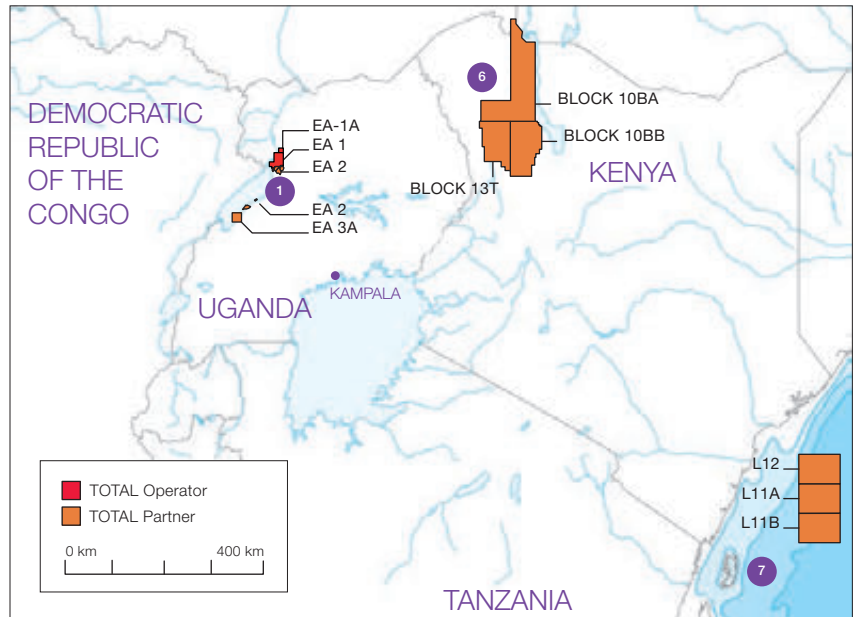 DEMOCRATIC
REPUBLIC
OF THE
CONGO
EA-1A
EA 1
EA 2
1
EA 2
EA 3A
UGANDA
KAMPALA
6
BLOCK 10BA
BLOCK 10BB
BLOCK 13T
KENYA
L12
L11A
L11B
7
TANZANIA
TOTAL Operator
TOTAL Partner
0 km 400 km